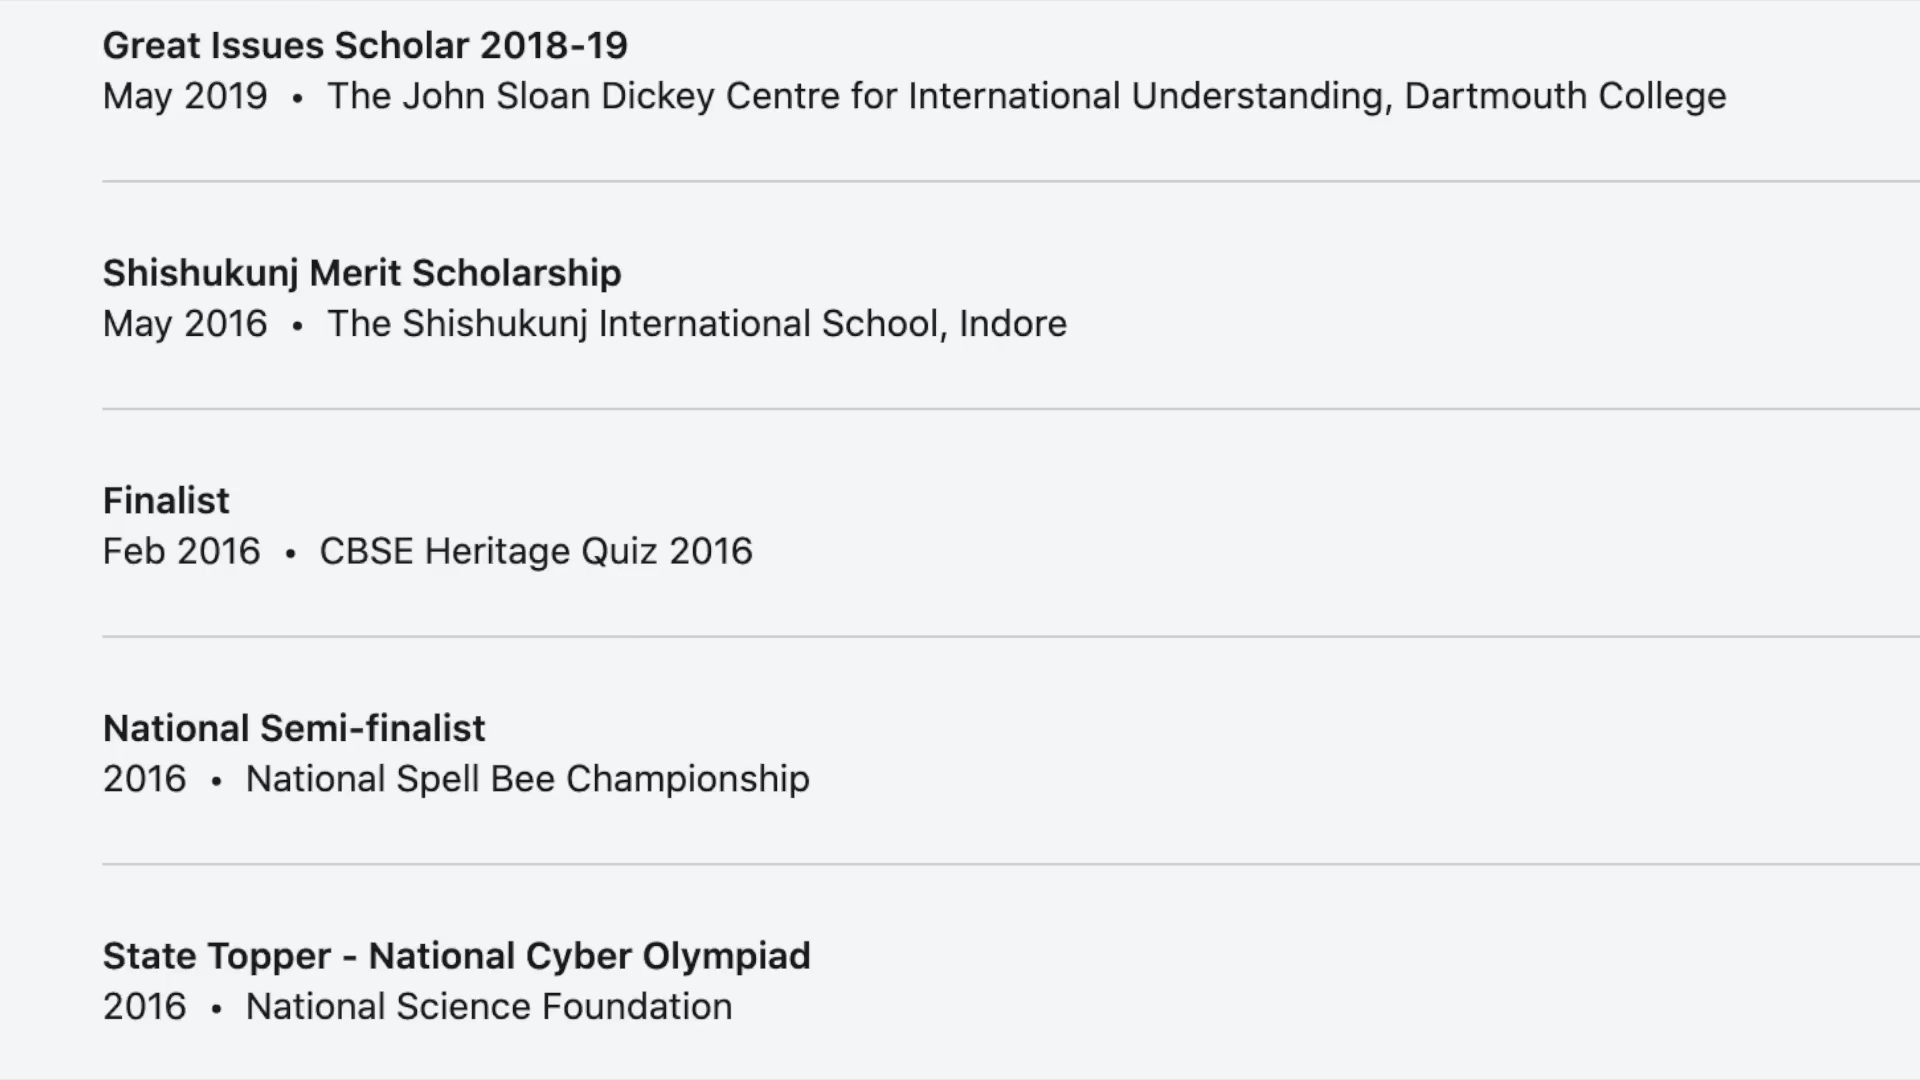 Great Issues Scholar 2018-19
May 2019 • The John Sloan Dickey Centre for International Understanding, Dartmouth College
Shishukunj Merit Scholarship
May 2016 • The Shishukunj International School, Indore
Finalist
Feb 2016 • CBSE Heritage Quiz 2016
National Semi-finalist
2016 • National Spell Bee Championship
State Topper - National Cyber Olympiad
2016 • National Science Foundation